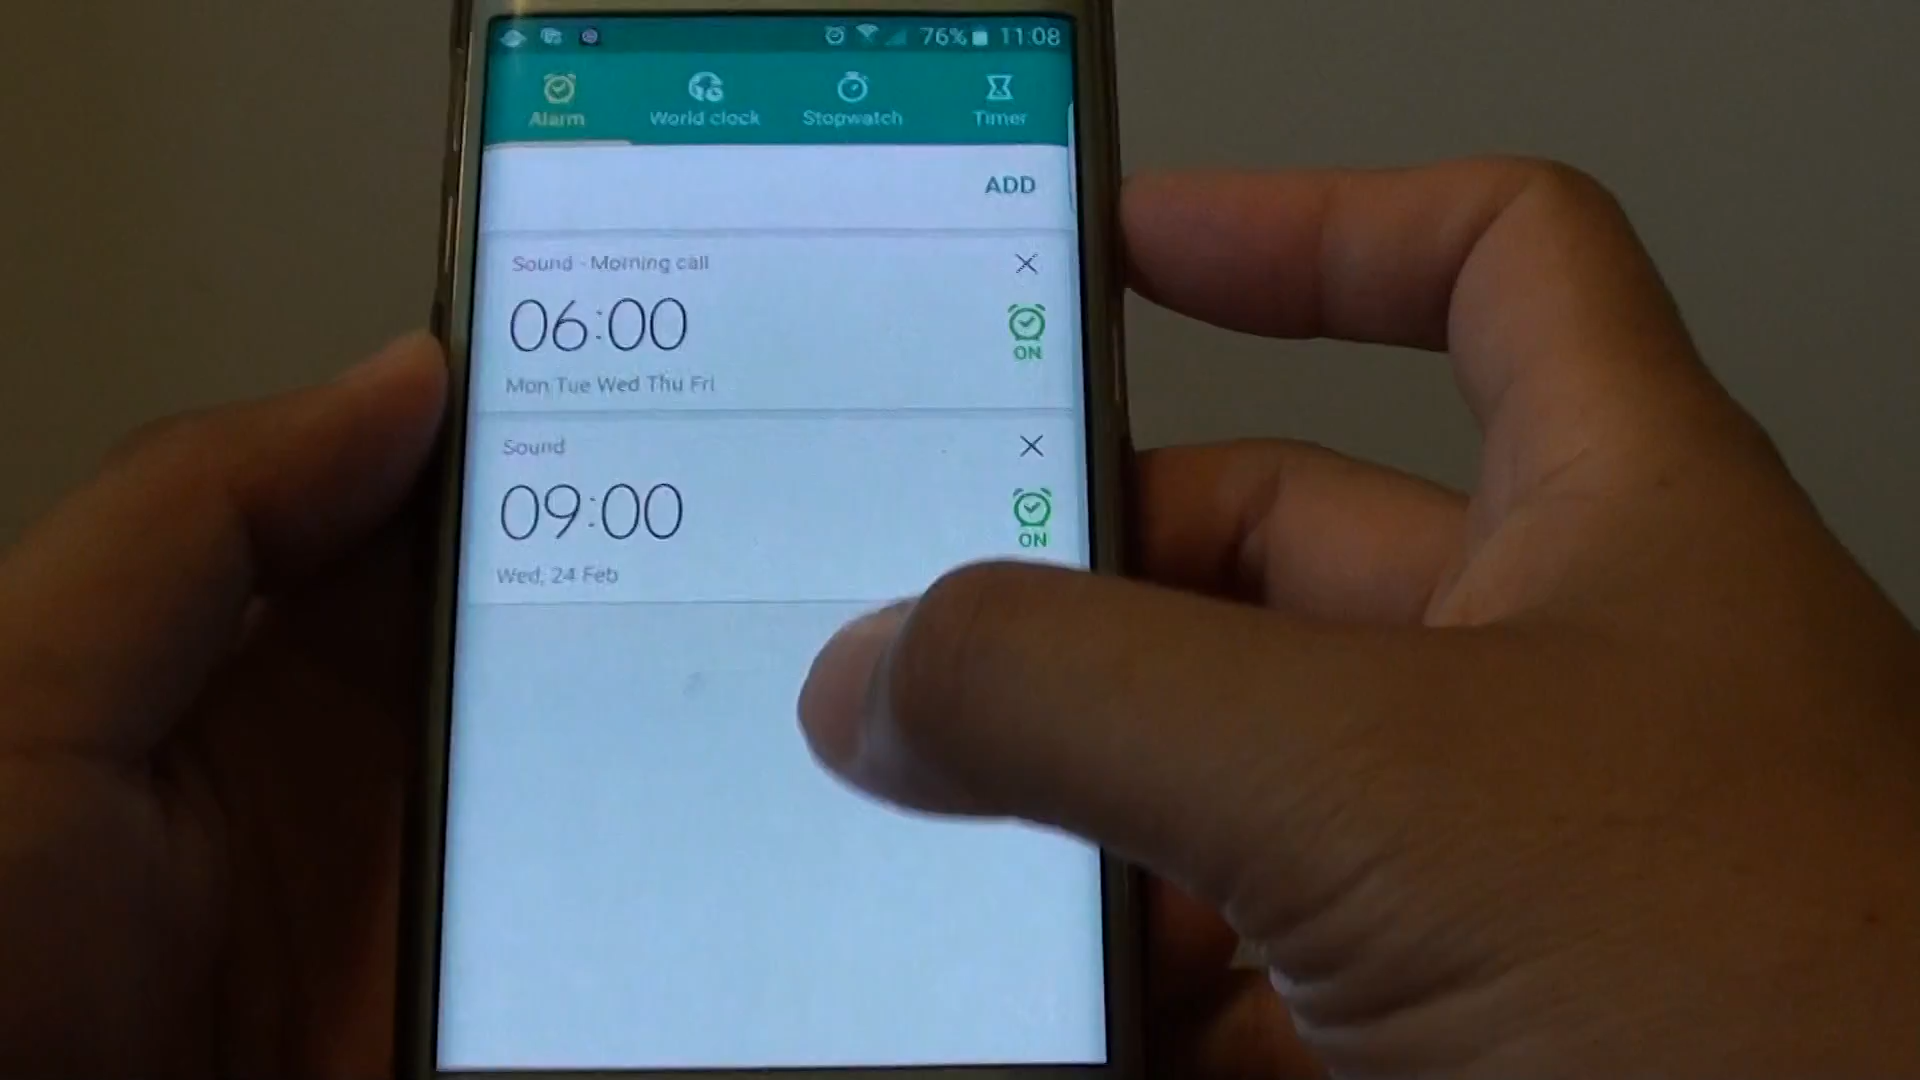 76% 11:08
Alarm World clock Stopwatch Timer
ADD
Sound - Morning call
06:00
ON
Mon Tue Wed Thu Fri
Sound
09:00
ON
Wed, 24 Feb